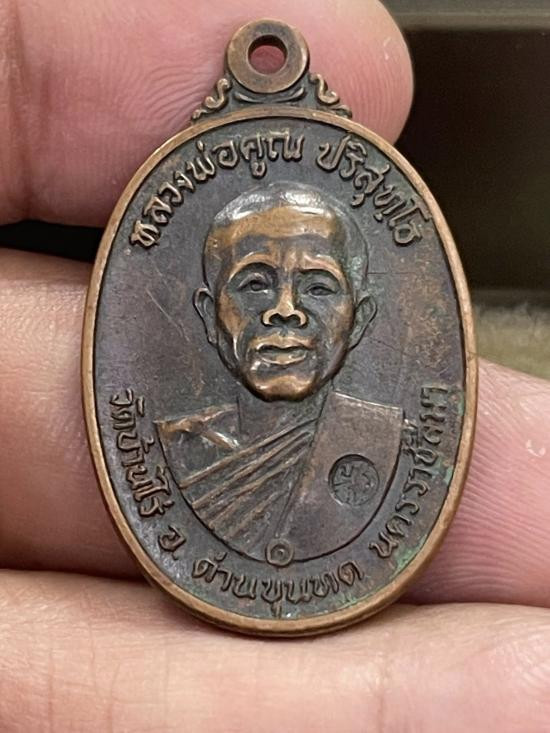 หลวงพ่อคูณ ปริสุทฺโธ
วัดบ้านไร่ อ. ด่านขุนทด นครราชสีมา
๑